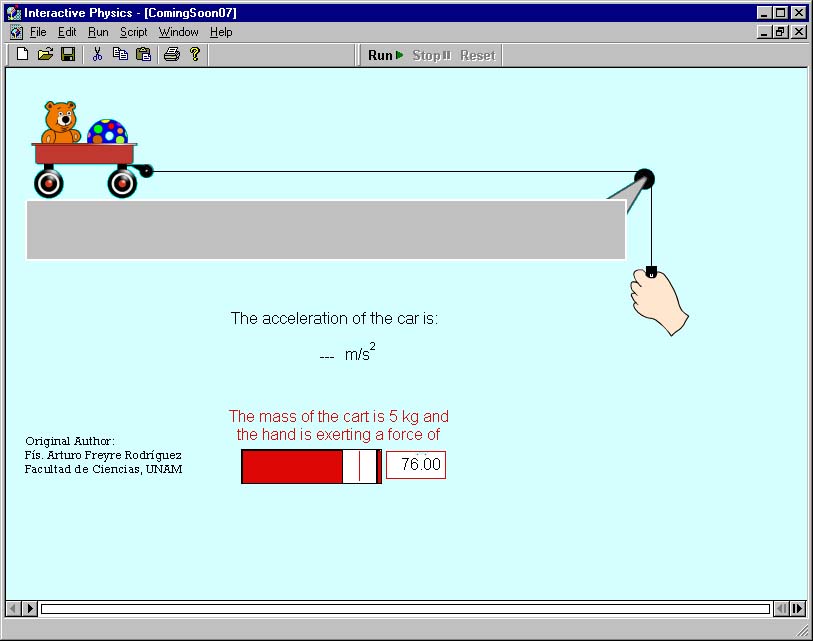 Interactive Physics - [ComingSoon07]
File Edit Run Script Window Help
Run Stop Reset
The acceleration of the car is:
--- m/s²
The mass of the cart is 5 kg and
the hand is exerting a force of
76.00
Original Author:
Fís. Arturo Freyre Rodríguez
Facultad de Ciencias, UNAM